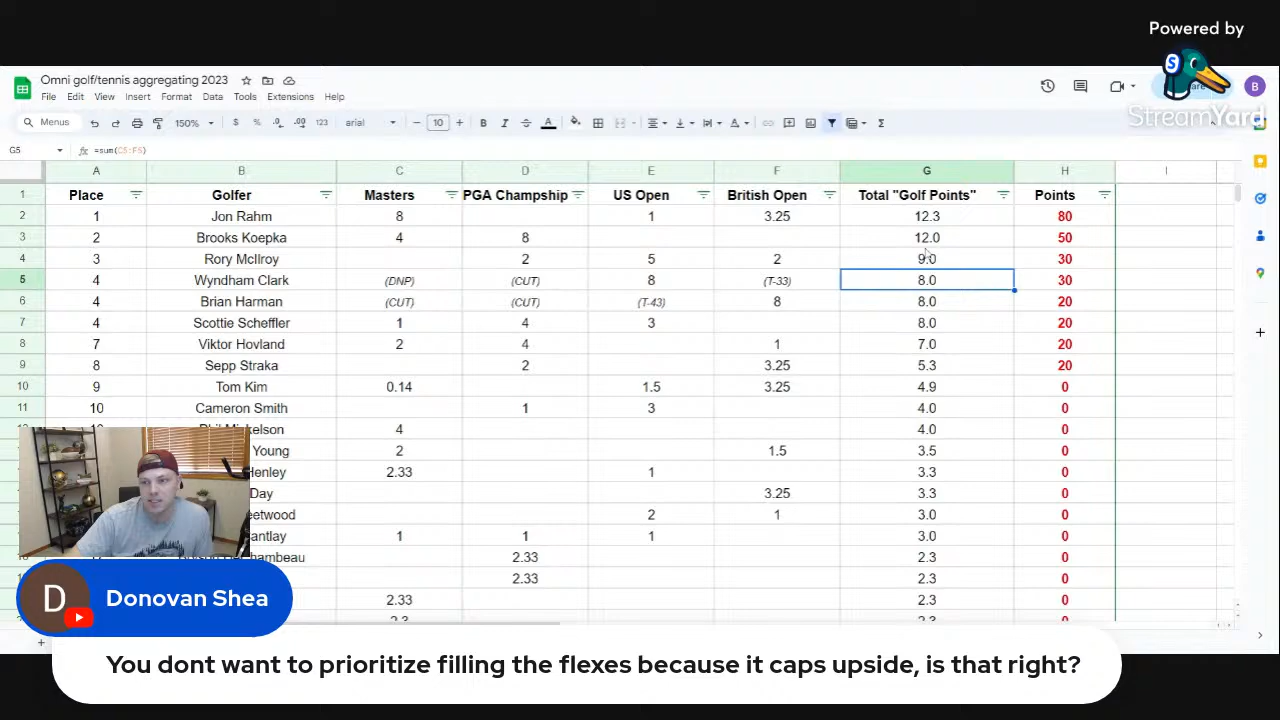 Powered by
S
StreamYard
Omni golf/tennis aggregating 2023
File Edit View Insert Format Data Tools Extensions Help
B
Menus 150% $ % .0 .00 123 arial - 10 + B I A Σ
G5 fx =sum(C5:F5)
A B C D E F G H I
1 Place Golfer Masters PGA Champship US Open British Open Total "Golf Points" Points
2 1 Jon Rahm 8 1 3.25 12.3 80
3 2 Brooks Koepka 4 8 12.0 50
4 3 Rory McIlroy 2 5 2 9.0 30
5 4 Wyndham Clark (DNP) (CUT) 8 (T-33) 8.0 30
6 4 Brian Harman (CUT) (CUT) (T-43) 8 8.0 20
7 4 Scottie Scheffler 1 4 3 8.0 20
8 7 Viktor Hovland 2 4 1 7.0 20
9 8 Sepp Straka 2 3.25 5.3 20
10 9 Tom Kim 0.14 1.5 3.25 4.9 0
11 10 Cameron Smith 1 3 4.0 0
Mickelson 4 4.0 0
Young 2 1.5 3.5 0
Henley 2.33 1 3.3 0
Day 3.25 3.3 0
2 1 3.0 0
1 1 1 3.0 0
2.33 2.3 0
2.33 2.3 0
2.33 2.3 0
D Donovan Shea
You dont want to prioritize filling the flexes because it caps upside, is that right?